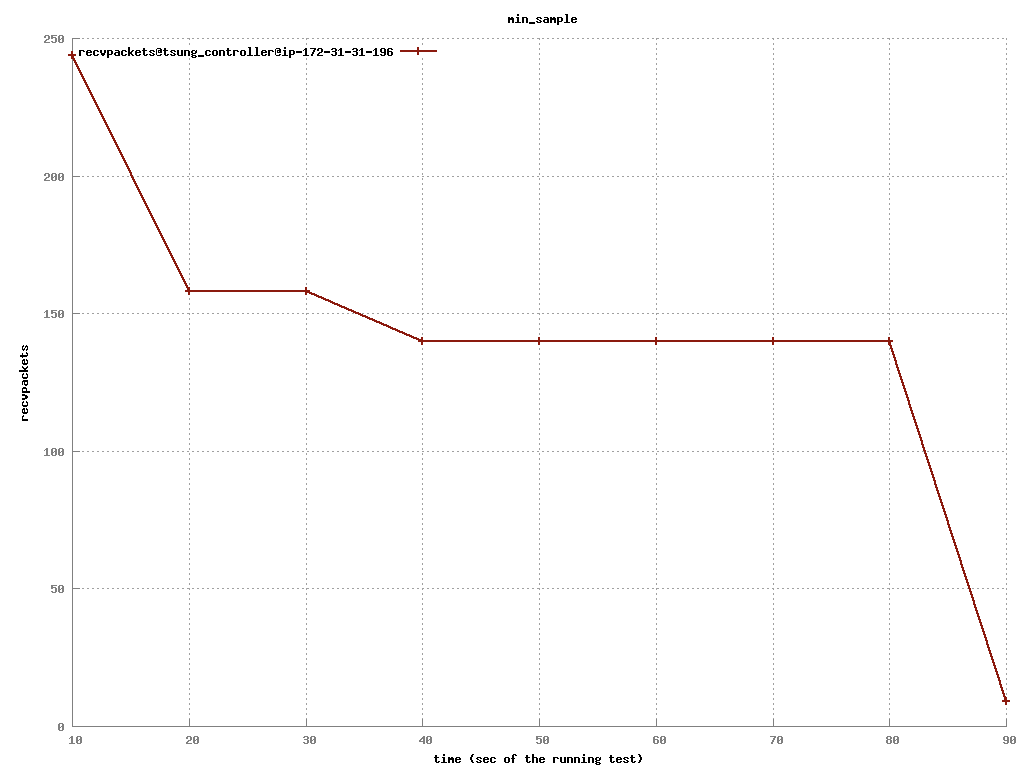 min_sample
250
recvpackets@tsung_controller@ip-172-31-31-196
200
150
recvpackets
100
50
0
10 20 30 40 50 60 70 80 90
time (sec of the running test)